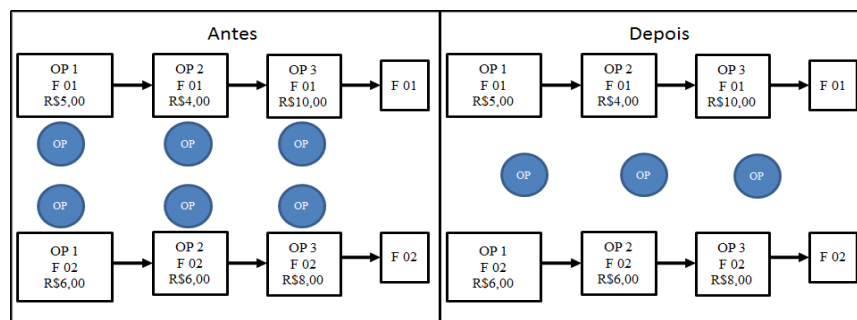 Antes
OP 1
F 01
R$5,00
OP 2
F 01
R$4,00
OP 3
F 01
R$10,00
F 01
OP
OP
OP
OP
OP
OP
OP 1
F 02
R$6,00
OP 2
F 02
R$6,00
OP 3
F 02
R$8,00
F 02
Depois
OP 1
F 01
R$5,00
OP 2
F 01
R$4,00
OP 3
F 01
R$10,00
F 01
OP
OP
OP
OP 1
F 02
R$6,00
OP 2
F 02
R$6,00
OP 3
F 02
R$8,00
F 02